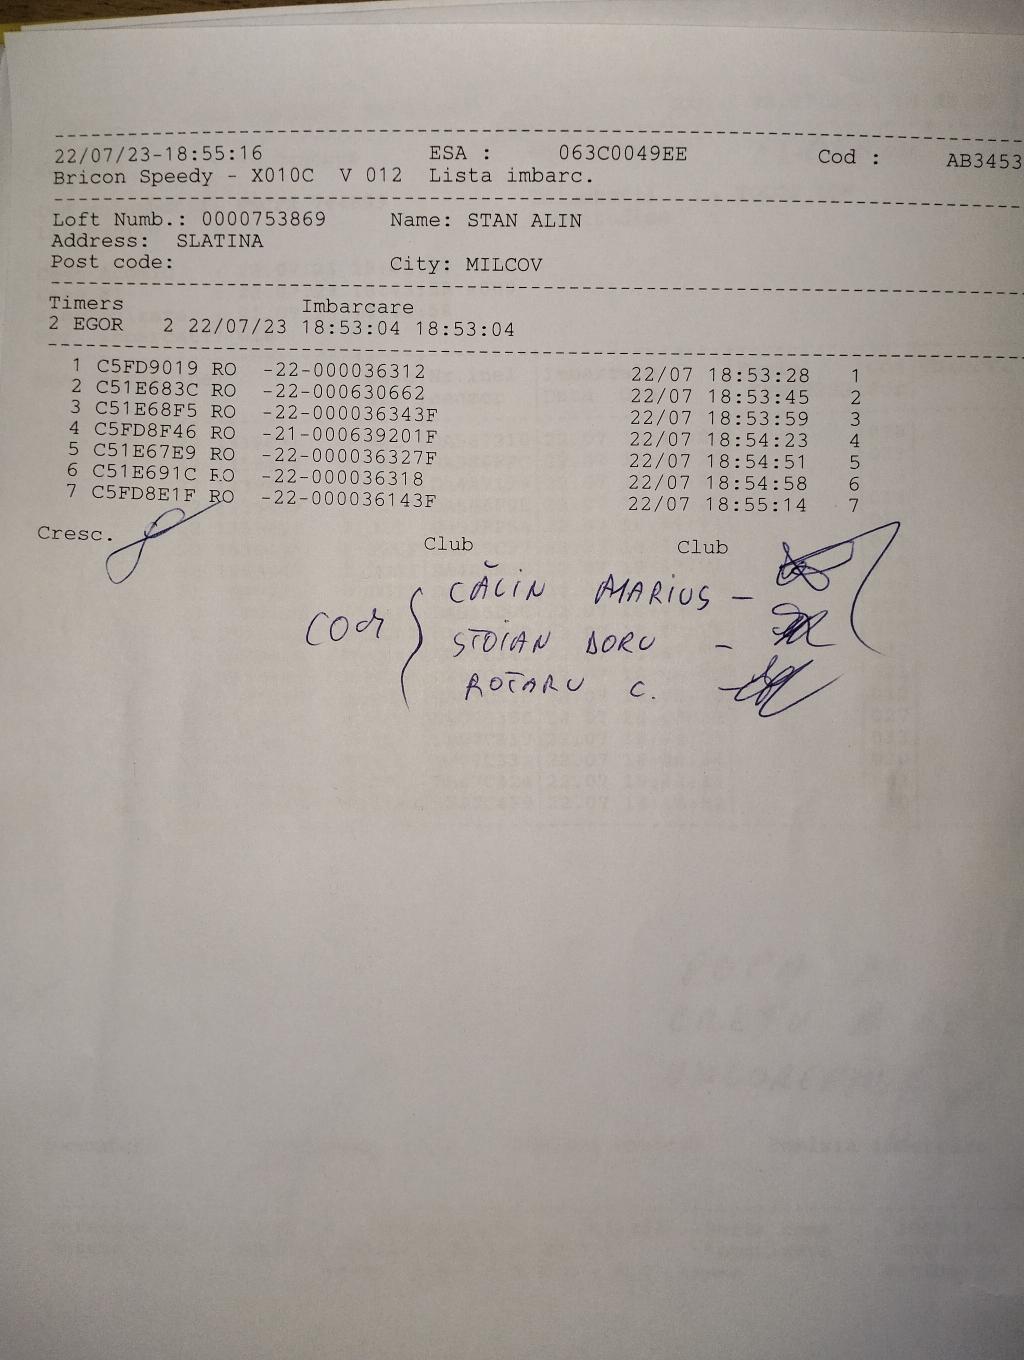 22/07/23-18:55:16 ESA : 063C0049EE Cod : AB3453
Bricon Speedy - X010C V 012 Lista imbarc.
Loft Numb.: 0000753869 Name: STAN ALIN
Address: SLATINA
Post code: City: MILCOV
Timers Imbarcare
2 EGOR 2 22/07/23 18:53:04 18:53:04
1 C5FD9019 RO -22-000036312 22/07 18:53:28 1
2 C51E683C RO -22-000630662 22/07 18:53:45 2
3 C51E68F5 RO -22-000036343F 22/07 18:53:59 3
4 C5FD8F46 RO -21-000639201F 22/07 18:54:23 4
5 C51E67E9 RO -22-000036327F 22/07 18:54:51 5
6 C51E691C RO -22-000036318 22/07 18:54:58 6
7 C5FD8E1F RO -22-000036143F 22/07 18:55:14 7
Cresc. Club Club
CĂLIN MARIUS -
STOIAN DORU -
ROTARU C.